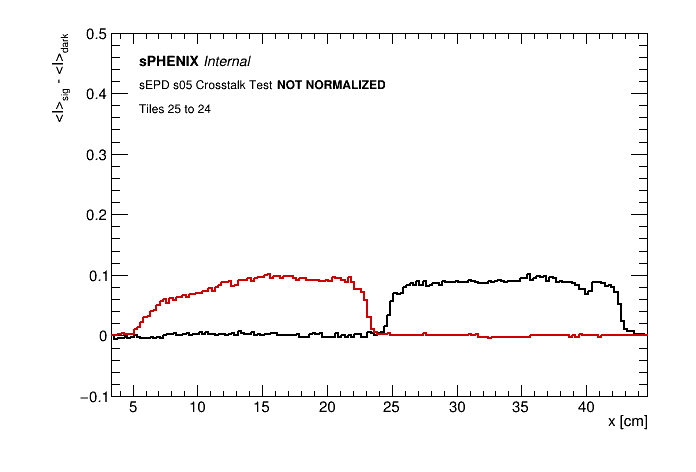 <I>sig - <I>dark
0.5
sPHENIX Internal
sEPD s05 Crosstalk Test NOT NORMALIZED
0.4
Tiles 25 to 24
0.3
0.2
0.1
0
−0.1
5 10 15 20 25 30 35 40
x [cm]